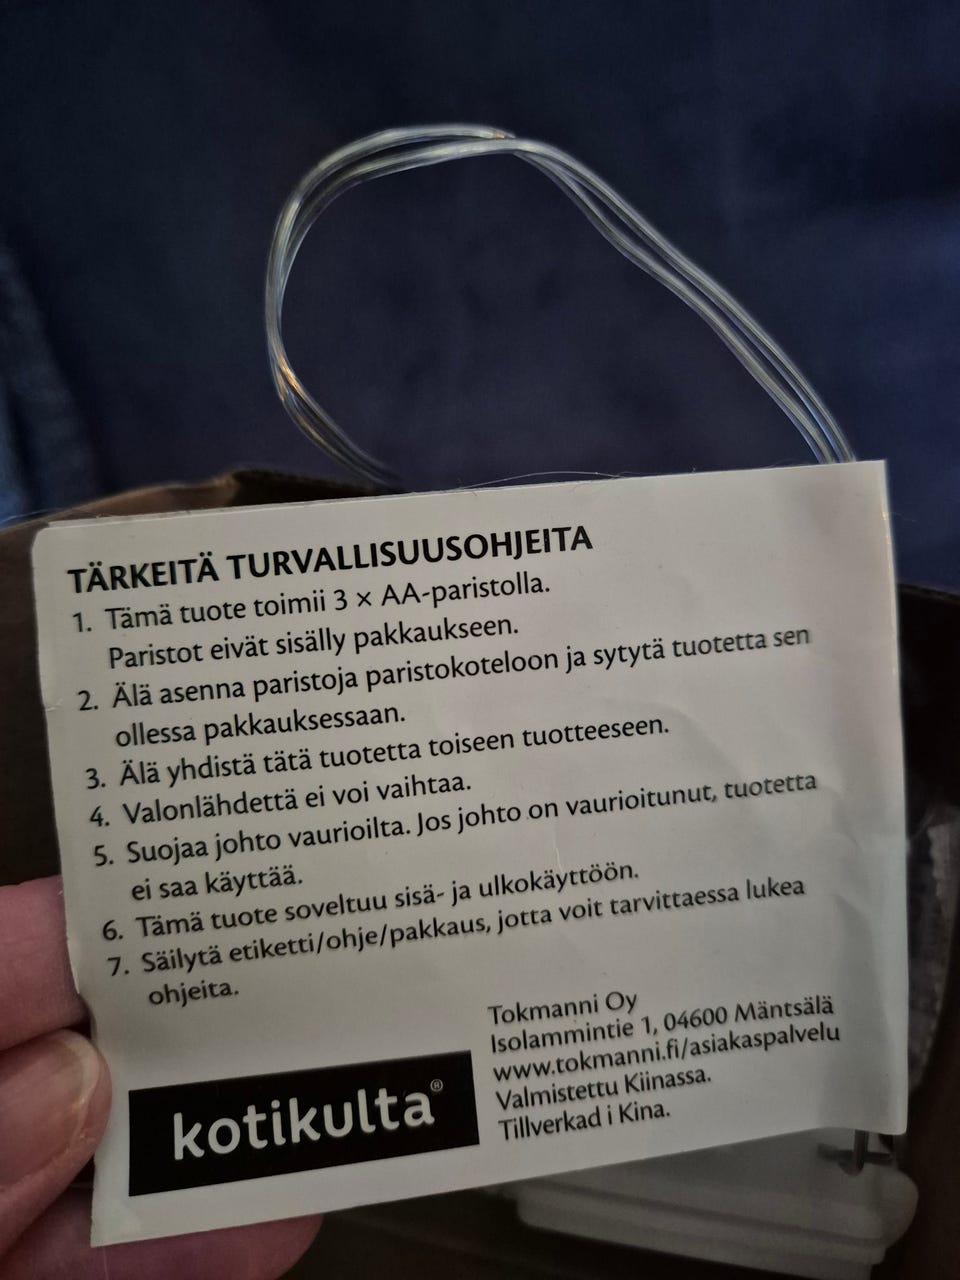 TÄRKEITÄ TURVALLISUUSOHJEITA
1. Tämä tuote toimii 3 x AA-paristolla.
Paristot eivät sisälly pakkaukseen.
2. Älä asenna paristoja paristokoteloon ja sytytä tuotetta sen
ollessa pakkauksessaan.
3. Älä yhdistä tätä tuotetta toiseen tuotteeseen.
4. Valonlähdettä ei voi vaihtaa.
5. Suojaa johto vaurioilta. Jos johto on vaurioitunut, tuotetta
ei saa käyttää.
6. Tämä tuote soveltuu sisä- ja ulkokäyttöön.
7. Säilytä etiketti/ohje/pakkaus, jotta voit tarvittaessa lukea
ohjeita.
Tokmanni Oy
Isolammintie 1, 04600 Mäntsälä
www.tokmanni.fi/asiakaspalvelu
Valmistettu Kiinassa.
Tillverkad i Kina.
kotikulta®